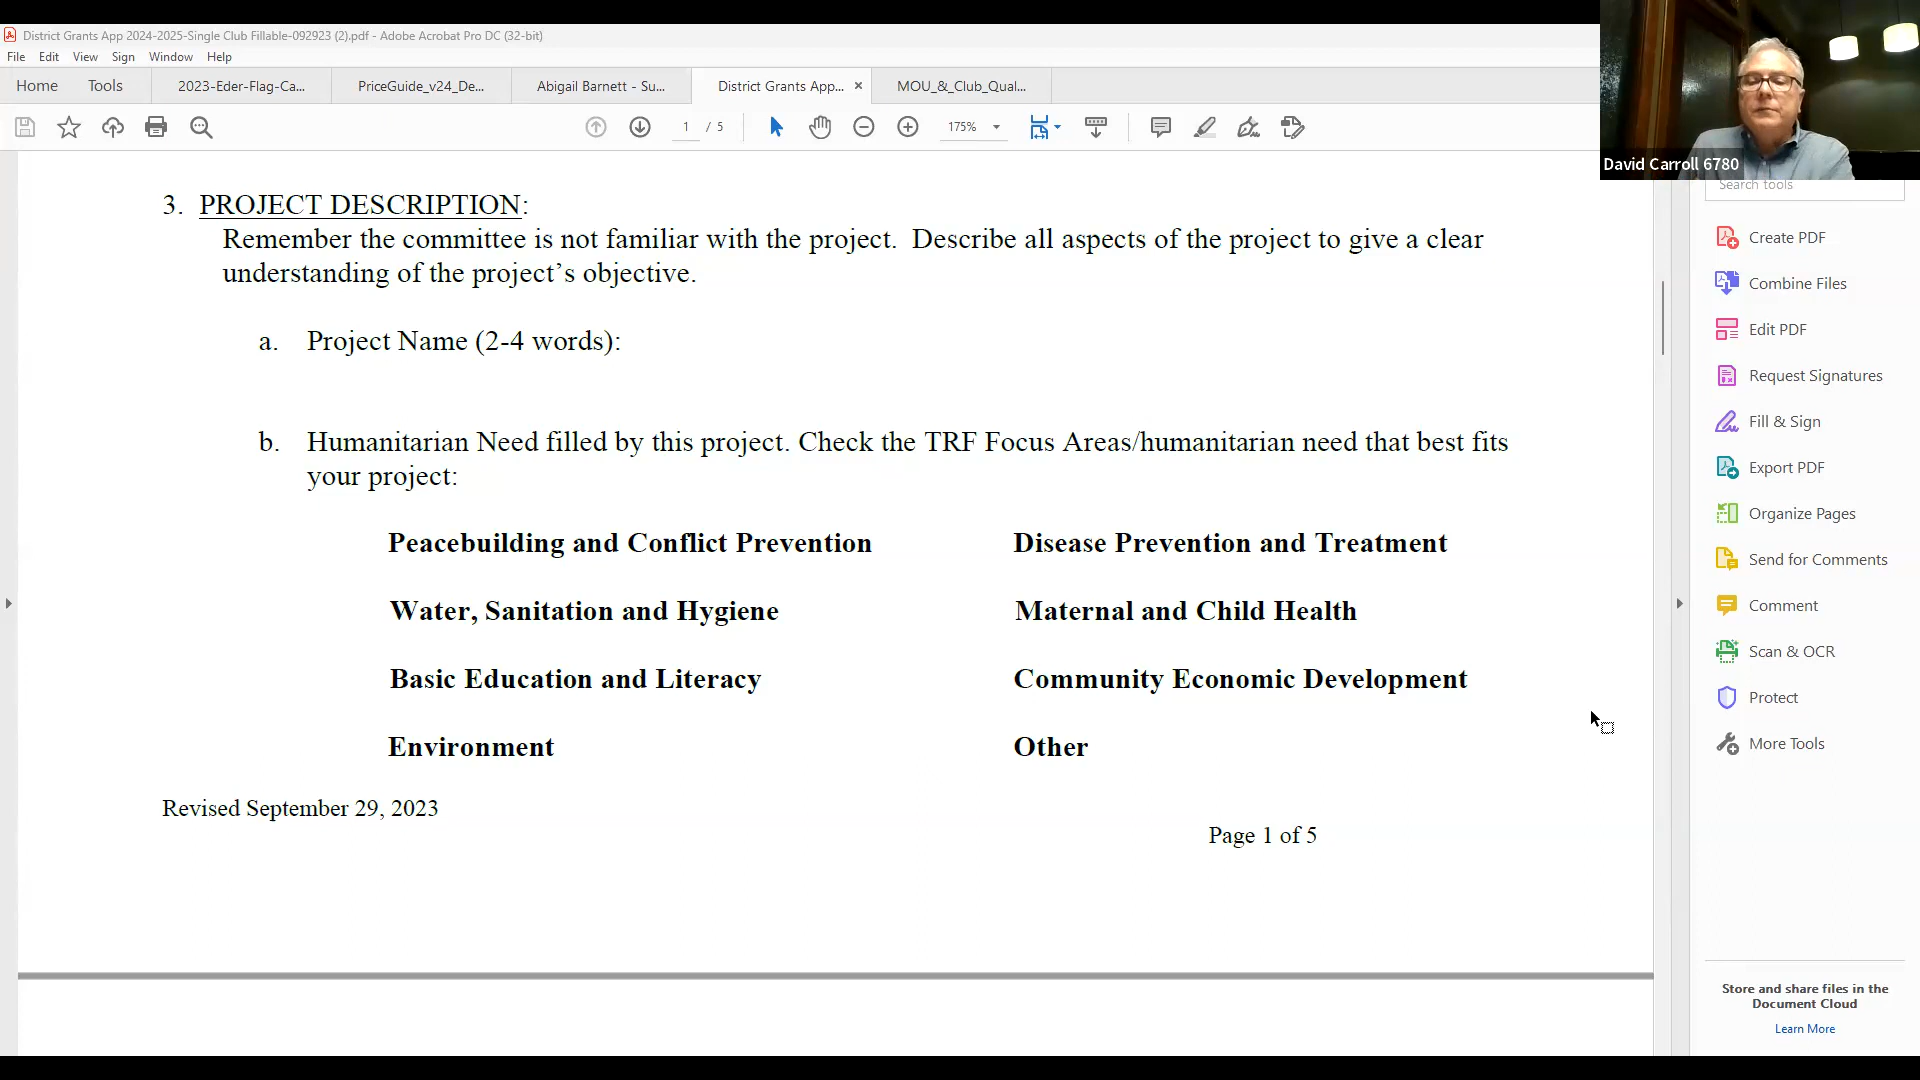 District Grants App 2024-2025-Single Club Fillable-092923 (2).pdf - Adobe Acrobat Pro DC (32-bit)
File Edit View Sign Window Help
Home Tools 2023-Eder-Flag-Ca... PriceGuide_v24_De... Abigail Barnett - Su... District Grants App... × MOU_&_Club_Qual...
1 / 5 175%
David Carroll 6780
Search tools
3. PROJECT DESCRIPTION:
Remember the committee is not familiar with the project. Describe all aspects of the project to give a clear
understanding of the project’s objective.
a. Project Name (2-4 words):
b. Humanitarian Need filled by this project. Check the TRF Focus Areas/humanitarian need that best fits
your project:
Peacebuilding and Conflict Prevention Disease Prevention and Treatment
Water, Sanitation and Hygiene Maternal and Child Health
Basic Education and Literacy Community Economic Development
Environment Other
Revised September 29, 2023
Page 1 of 5
Create PDF
Combine Files
Edit PDF
Request Signatures
Fill & Sign
Export PDF
Organize Pages
Send for Comments
Comment
Scan & OCR
Protect
More Tools
Store and share files in the
Document Cloud
Learn More